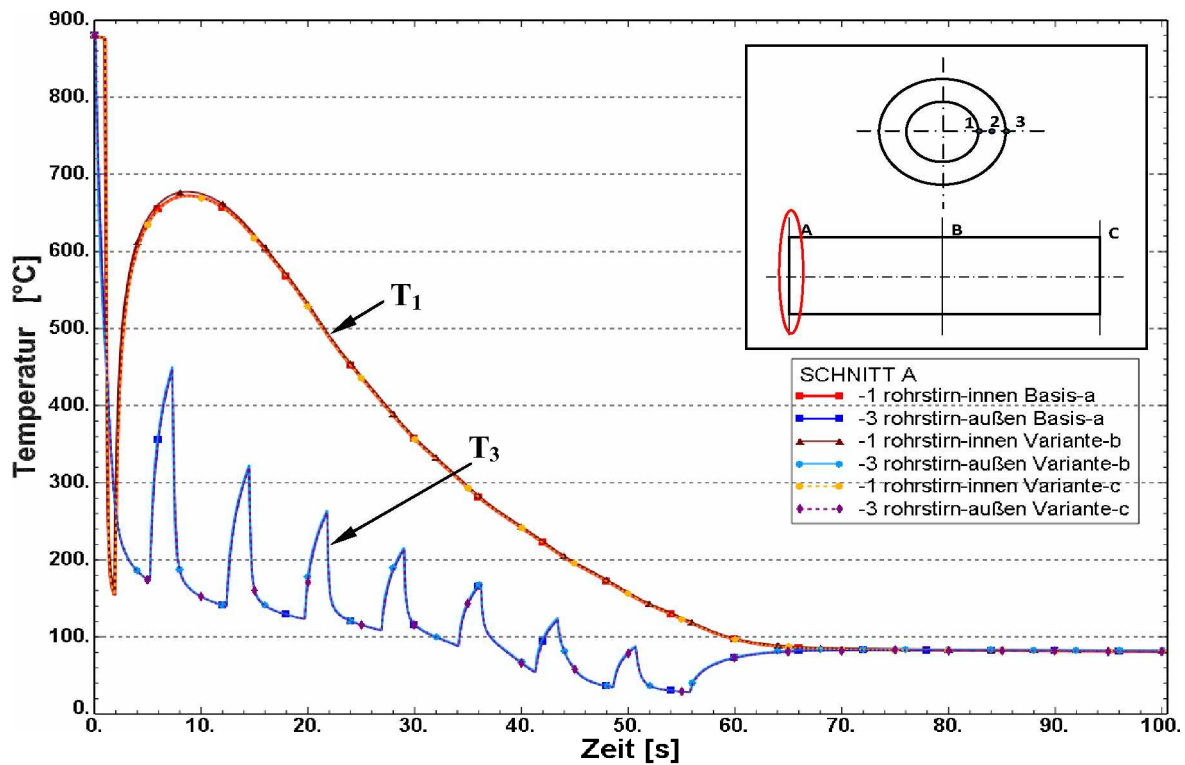 900.
800.
700.
600.
500.
400.
300.
200.
100.
0.
Temperatur [°C]
0. 10. 20. 30. 40. 50. 60. 70. 80. 90. 100.
Zeit [s]
T1
T3
1 2 3
A B C
SCHNITT A
-1 rohrstirn-innen Basis-a
-3 rohrstirn-außen Basis-a
-1 rohrstirn-innen Variante-b
-3 rohrstirn-außen Variante-b
-1 rohrstirn-innen Variante-c
-3 rohrstirn-außen Variante-c